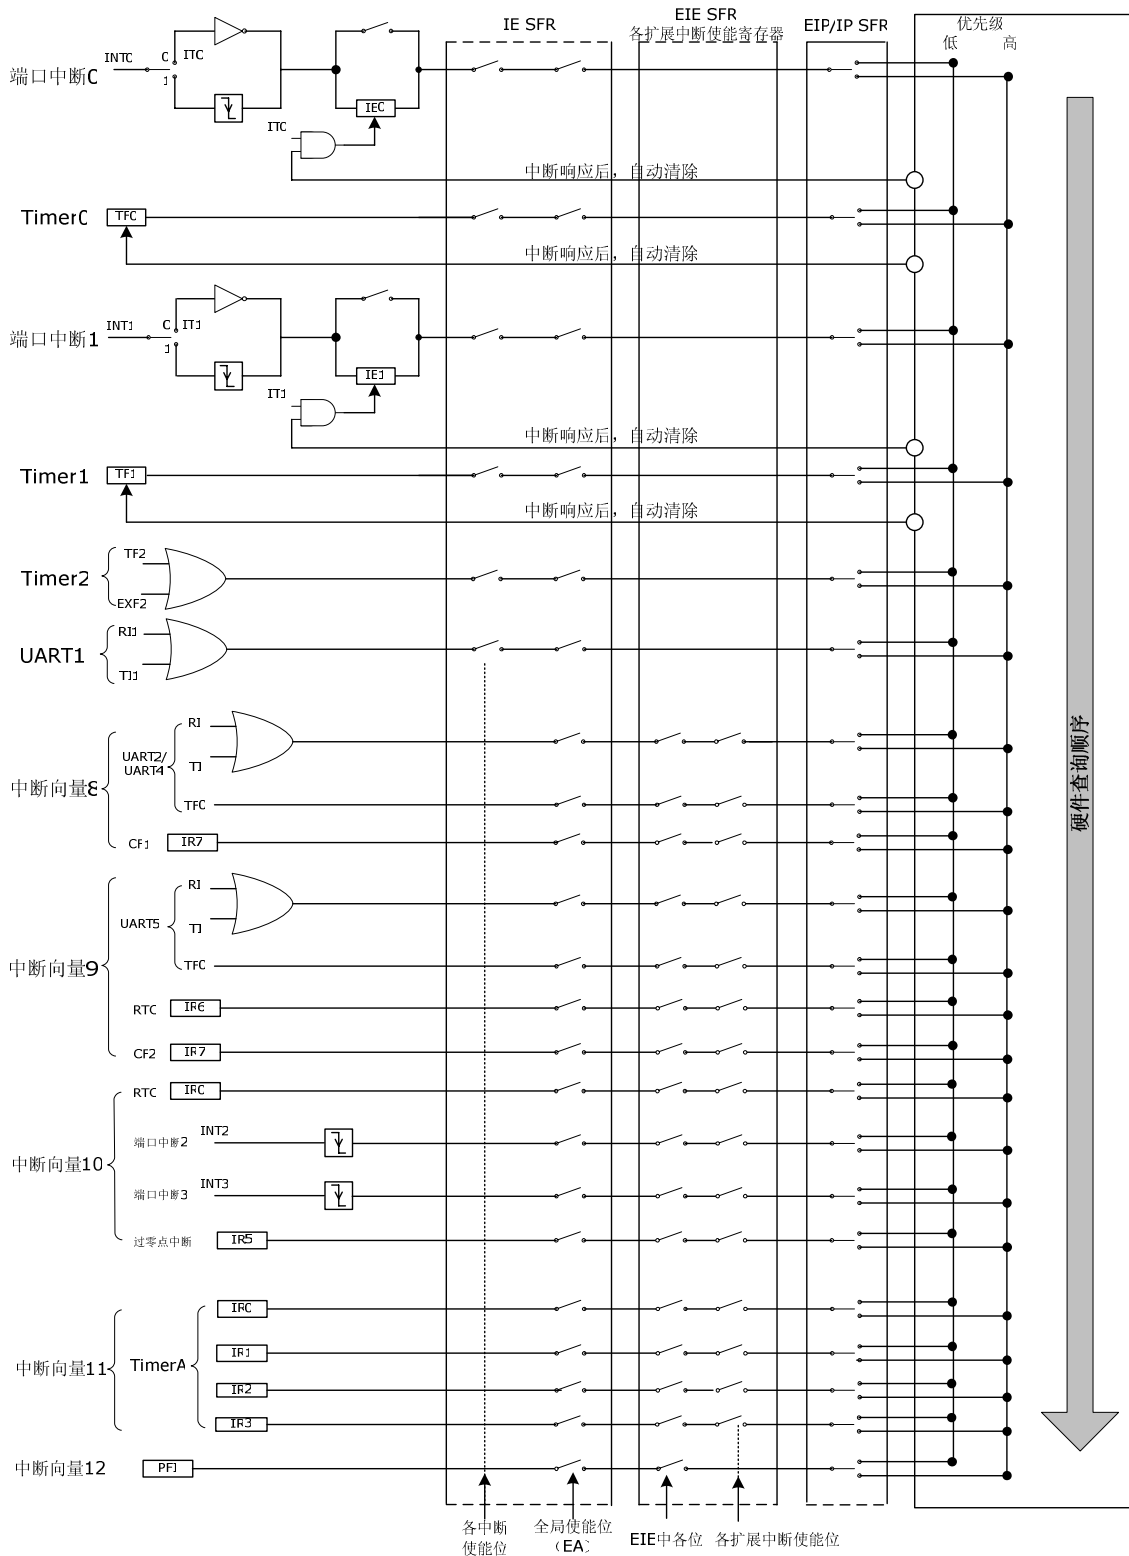 IE SFR
EIE SFR
各扩展中断使能寄存器
EIP/IP SFR
优先级
低
高
端口中断0
INT0
0
IT0
1
IE0
IT0
中断响应后，自动清除
Timer0
TF0
中断响应后，自动清除
端口中断1
INT1
0
IT1
1
IE1
IT1
中断响应后，自动清除
Timer1
TF1
中断响应后，自动清除
Timer2
TF2
EXF2
UART1
RI1
TI1
硬件查询顺序
中断向量8
UART2/
UART4
RI
TI
TF0
CF1
IR7
中断向量9
UART5
RI
TI
TF0
RTC
IR6
CF2
IR7
中断向量10
RTC
IR0
端口中断2
INT2
端口中断3
INT3
过零点中断
IR5
中断向量11
TimerA
IR0
IR1
IR2
IR3
中断向量12
PFI
各中断
使能位
全局使能位
（EA）
EIE中各位
各扩展中断使能位